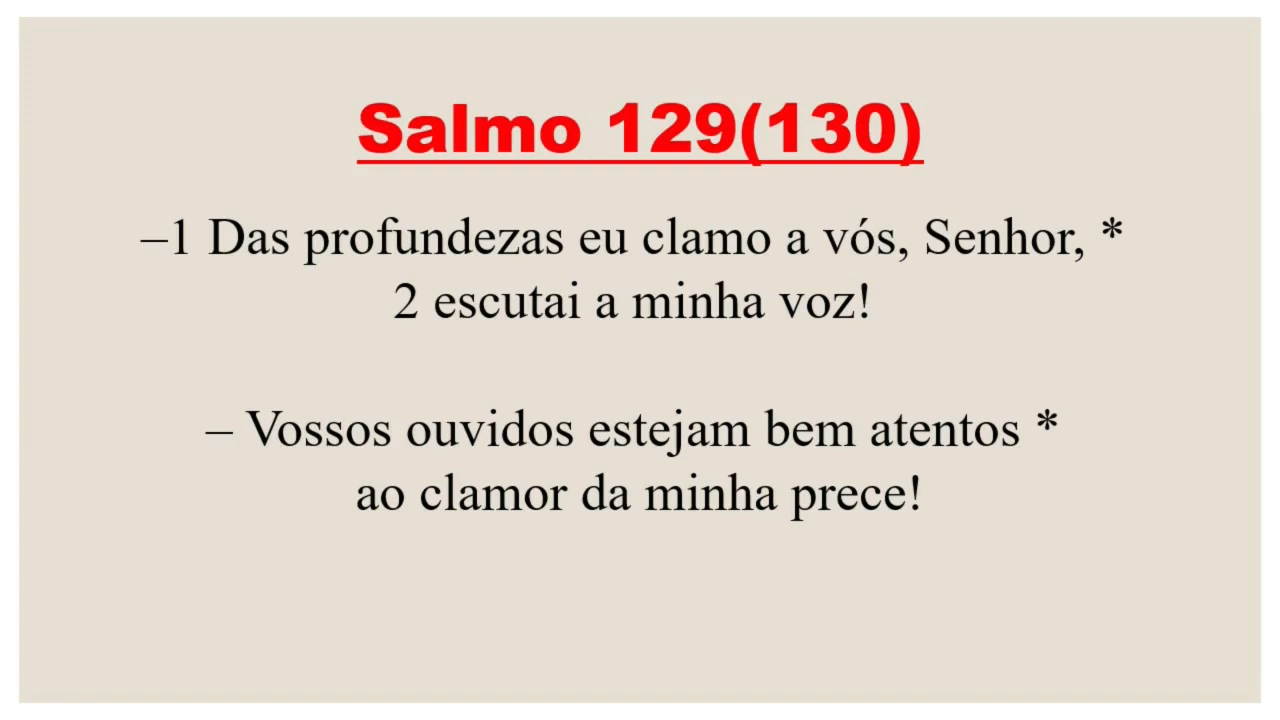 Salmo 129(130)
–1 Das profundezas eu clamo a vós, Senhor, *
2 escutai a minha voz!
– Vossos ouvidos estejam bem atentos *
ao clamor da minha prece!